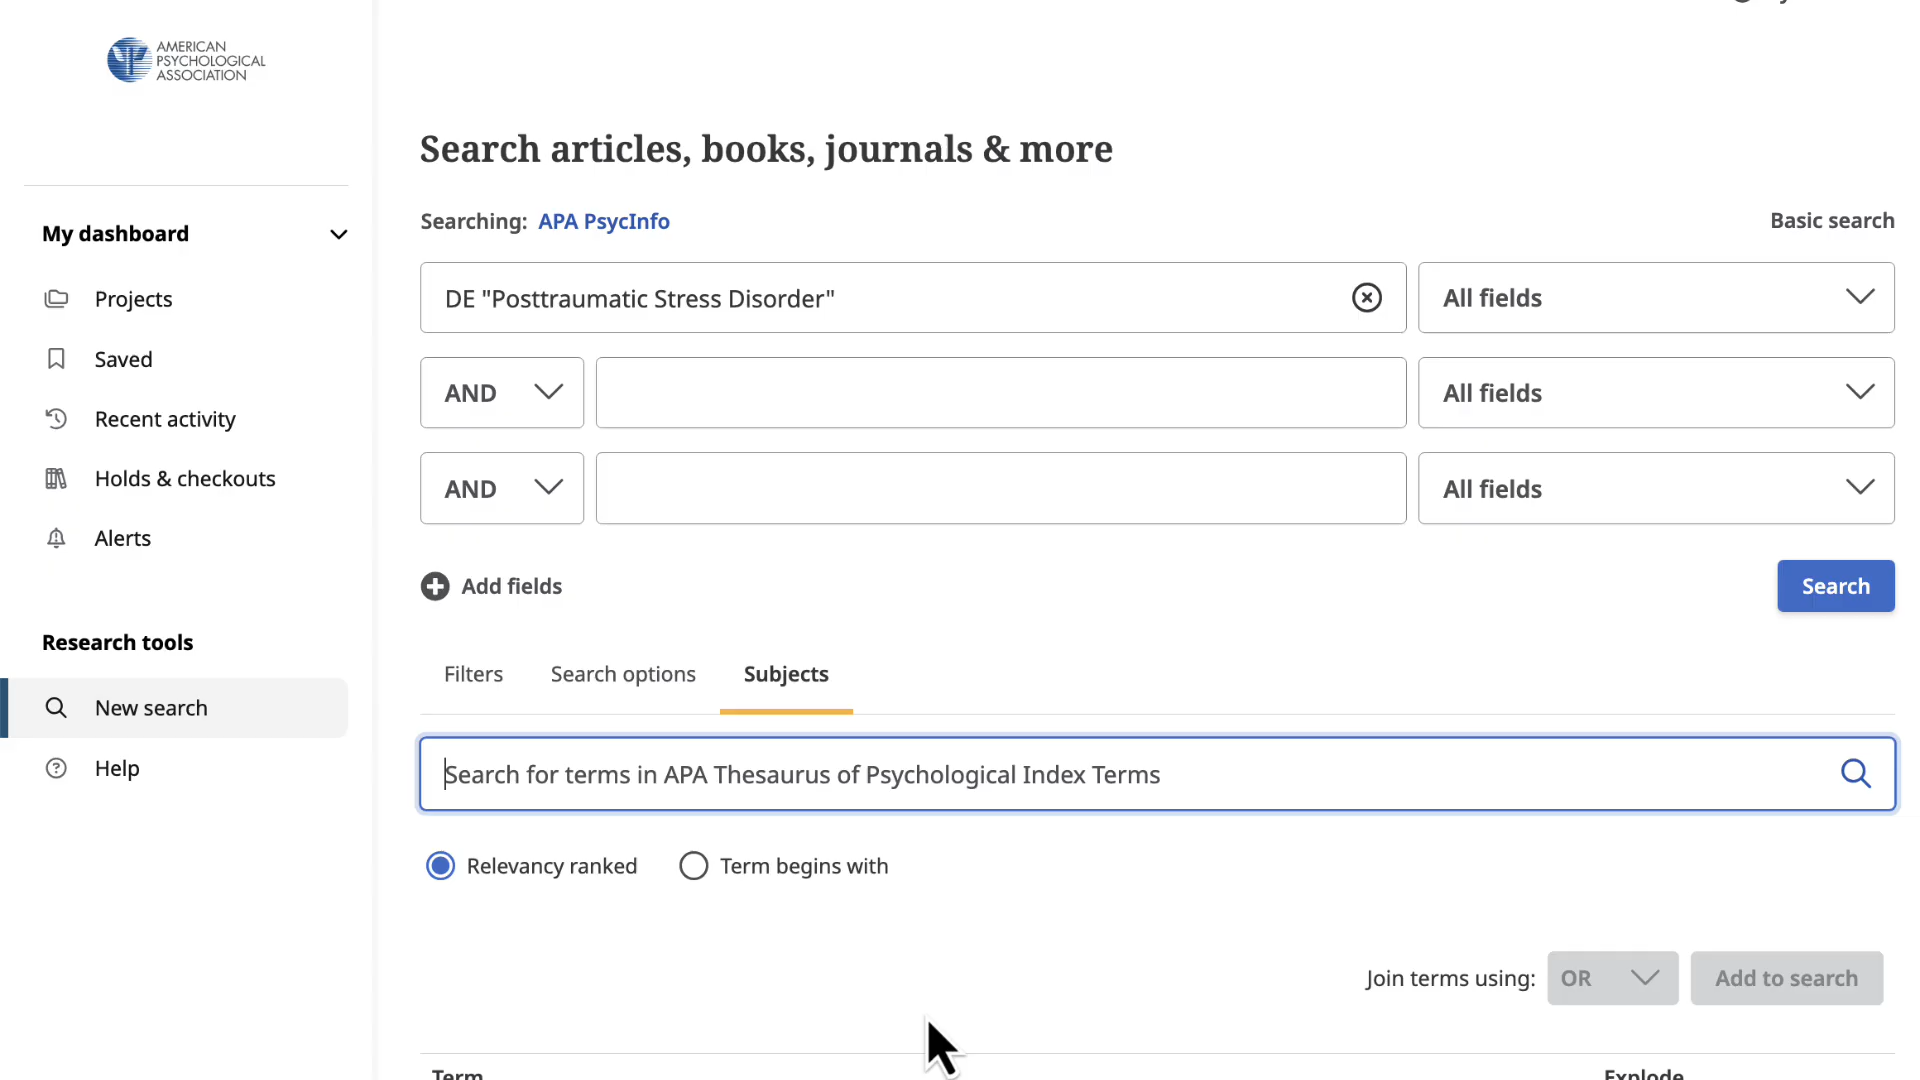 AMERICAN
PSYCHOLOGICAL
ASSOCIATION
My dashboard
Projects
Saved
Recent activity
Holds & checkouts
Alerts
Research tools
New search
Help
Search articles, books, journals & more
Searching: APA PsycInfo
Basic search
DE "Posttraumatic Stress Disorder"
All fields
AND
All fields
AND
All fields
Add fields
Search
Filters
Search options
Subjects
Search for terms in APA Thesaurus of Psychological Index Terms
Relevancy ranked
Term begins with
Join terms using:
OR
Add to search
Term
Explode